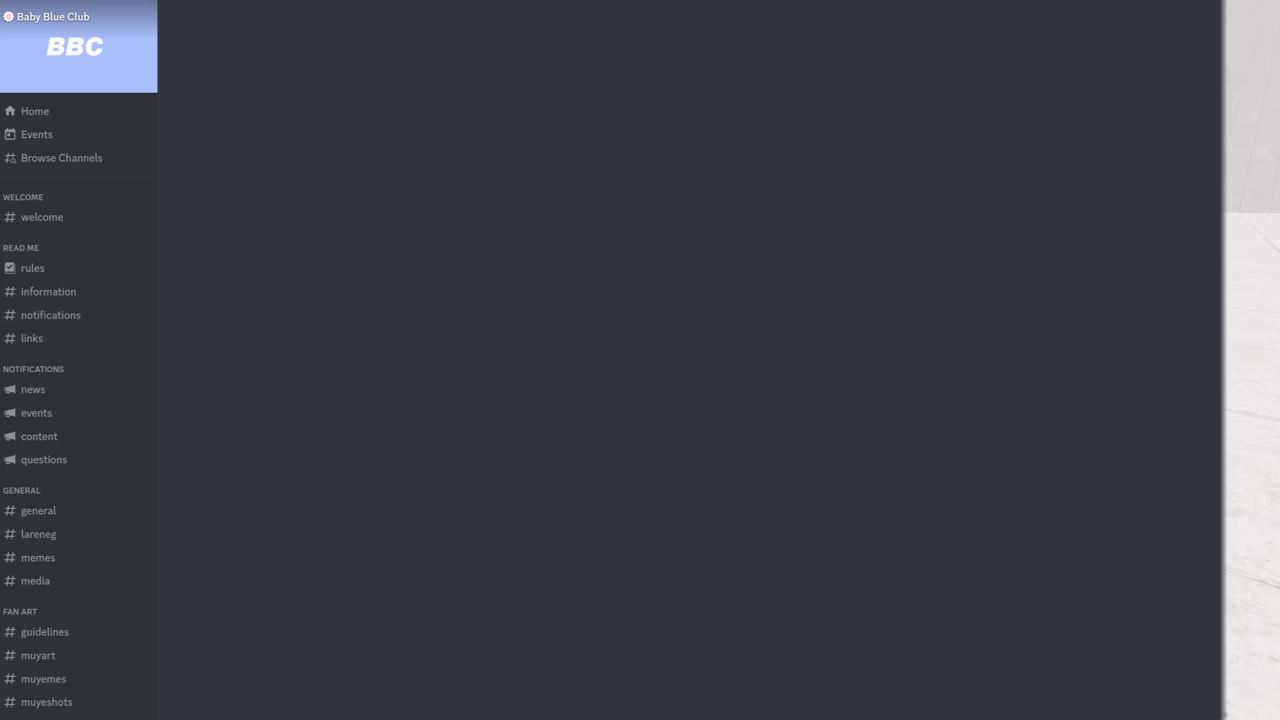 Baby Blue Club
BBC
Home
Events
Browse Channels
WELCOME
welcome
READ ME
rules
information
notifications
links
NOTIFICATIONS
news
events
content
questions
GENERAL
general
lareneg
memes
media
FAN ART
guidelines
muyart
muyemes
muyeshots